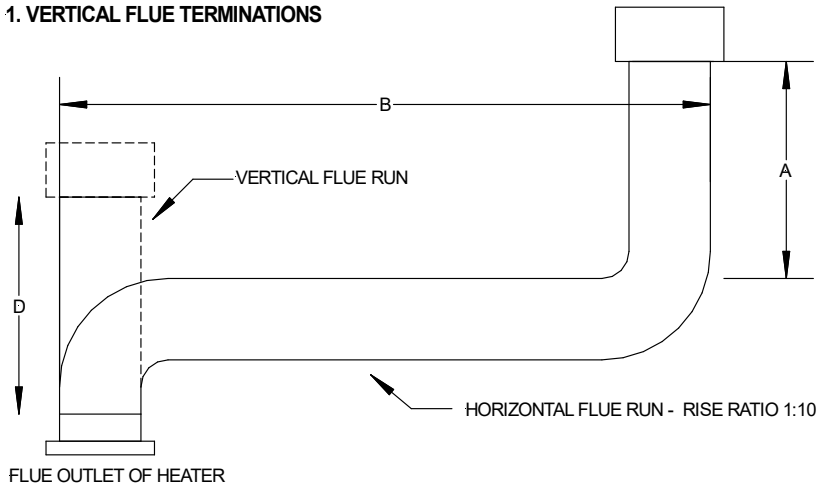 1. VERTICAL FLUE TERMINATIONS
B
A
VERTICAL FLUE RUN
D
HORIZONTAL FLUE RUN - RISE RATIO 1:10
FLUE OUTLET OF HEATER